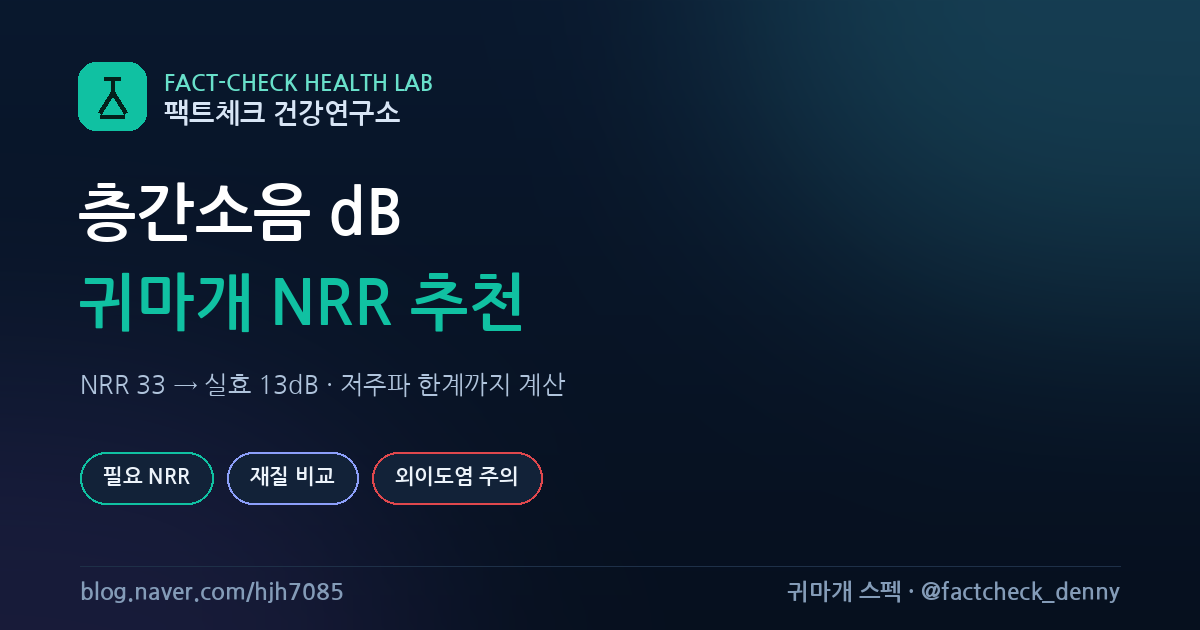 FACT-CHECK HEALTH LAB
팩트체크 건강연구소
층간소음 dB
귀마개 NRR 추천
NRR 33 → 실효 13dB · 저주파 한계까지 계산
필요 NRR
재질 비교
외이도염 주의
blog.naver.com/hjh7085
귀마개 스펙 · @factcheck_denny